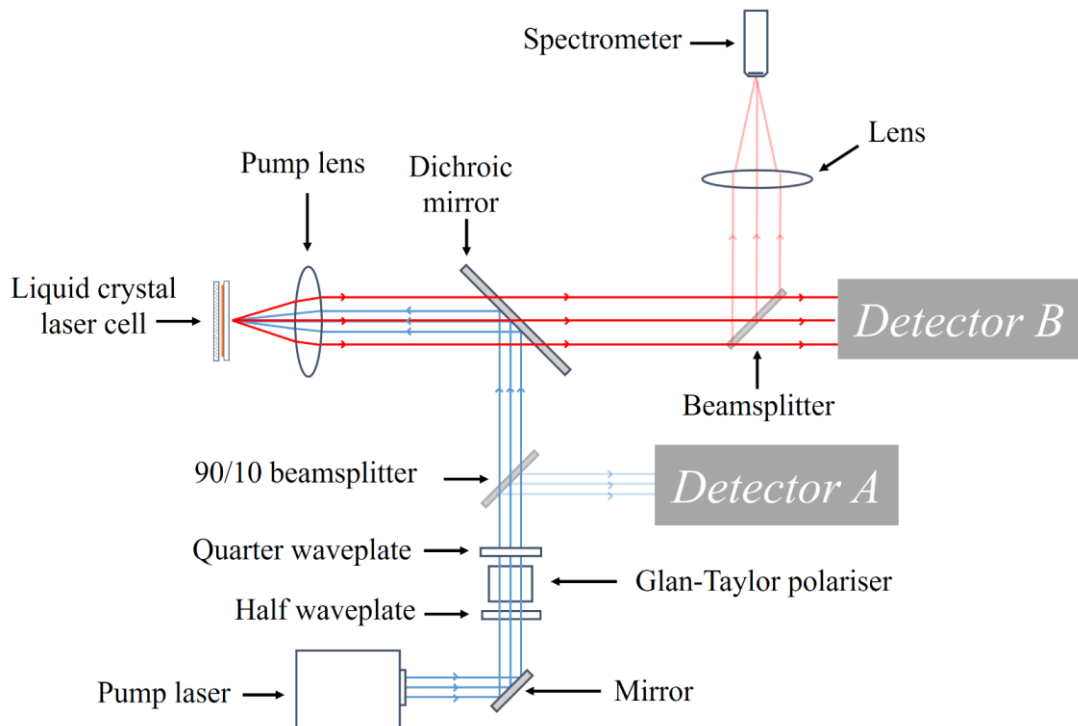 Spectrometer
Lens
Pump lens
Dichroic
mirror
Liquid crystal
laser cell
Detector B
Beamsplitter
90/10 beamsplitter
Detector A
Quarter waveplate
Glan-Taylor polariser
Half waveplate
Pump laser
Mirror